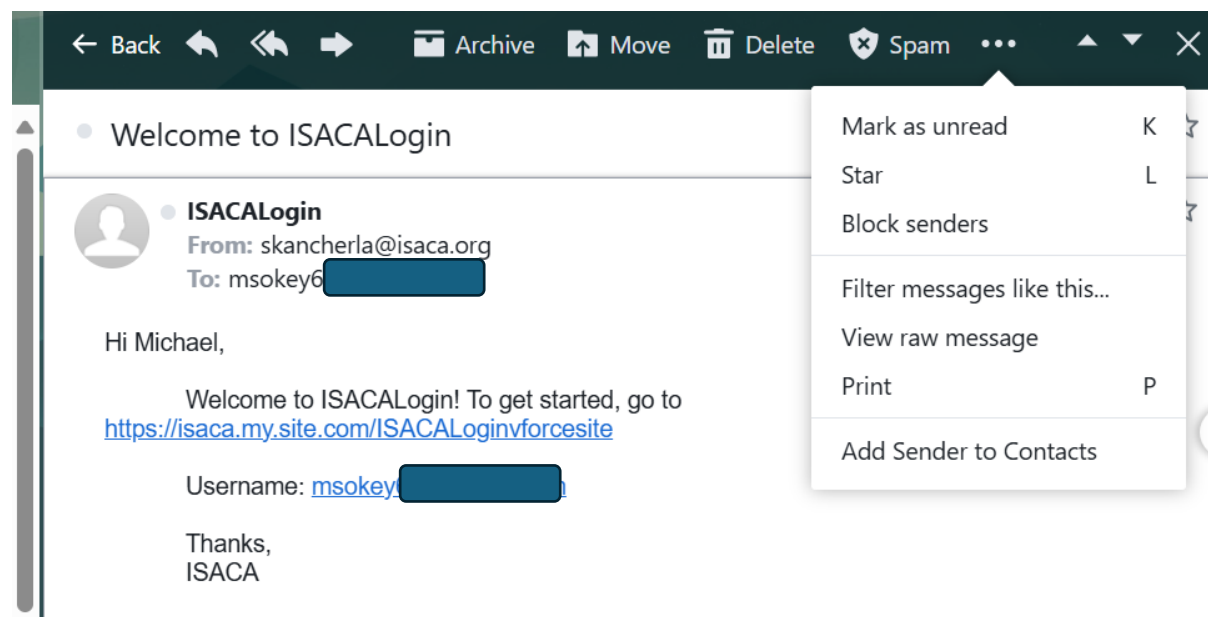 Back Archive Move Delete Spam
Welcome to ISACALogin
ISACALogin
From: skancherla@isaca.org
To: msokey6
Hi Michael,
Welcome to ISACALogin! To get started, go to
https://isaca.my.site.com/ISACALoginvforcesite
Username: msokey
Thanks,
ISACA
Mark as unread K
Star L
Block senders
Filter messages like this...
View raw message
Print P
Add Sender to Contacts